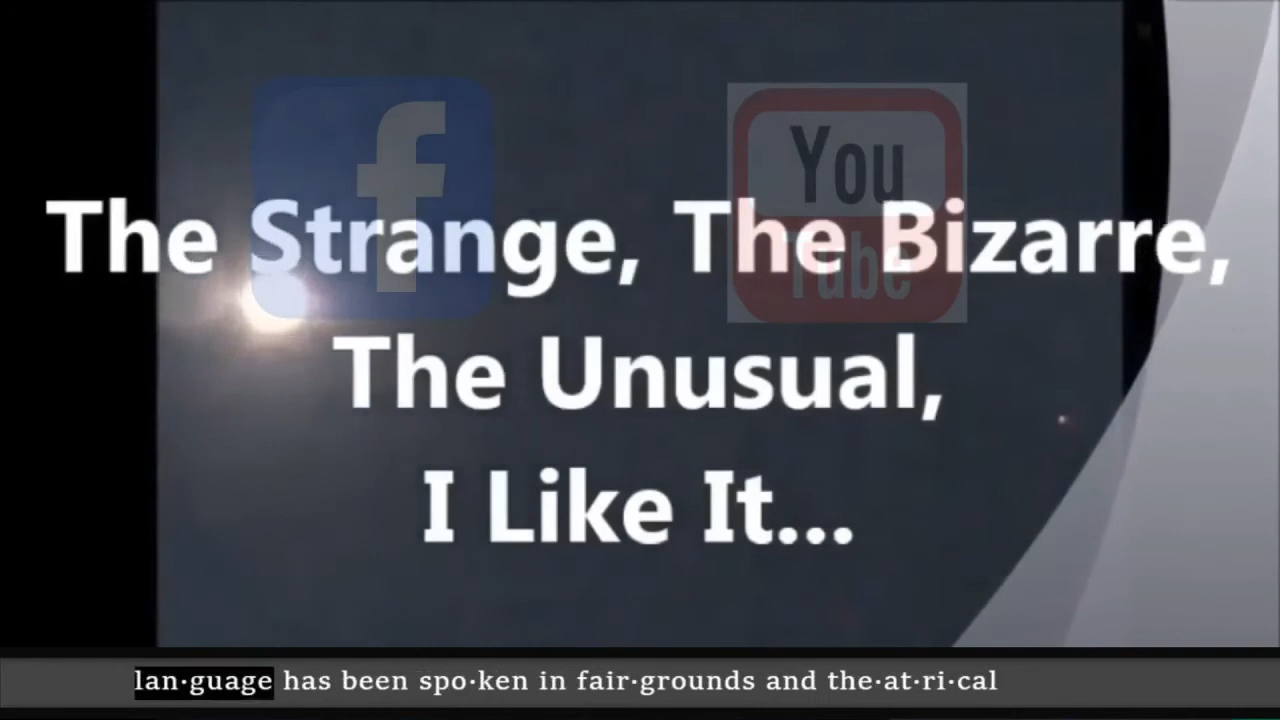 f
You
Tube
The Strange, The Bizarre,
The Unusual,
I Like It...
lan·guage has been spo·ken in fair·grounds and the·at·ri·cal